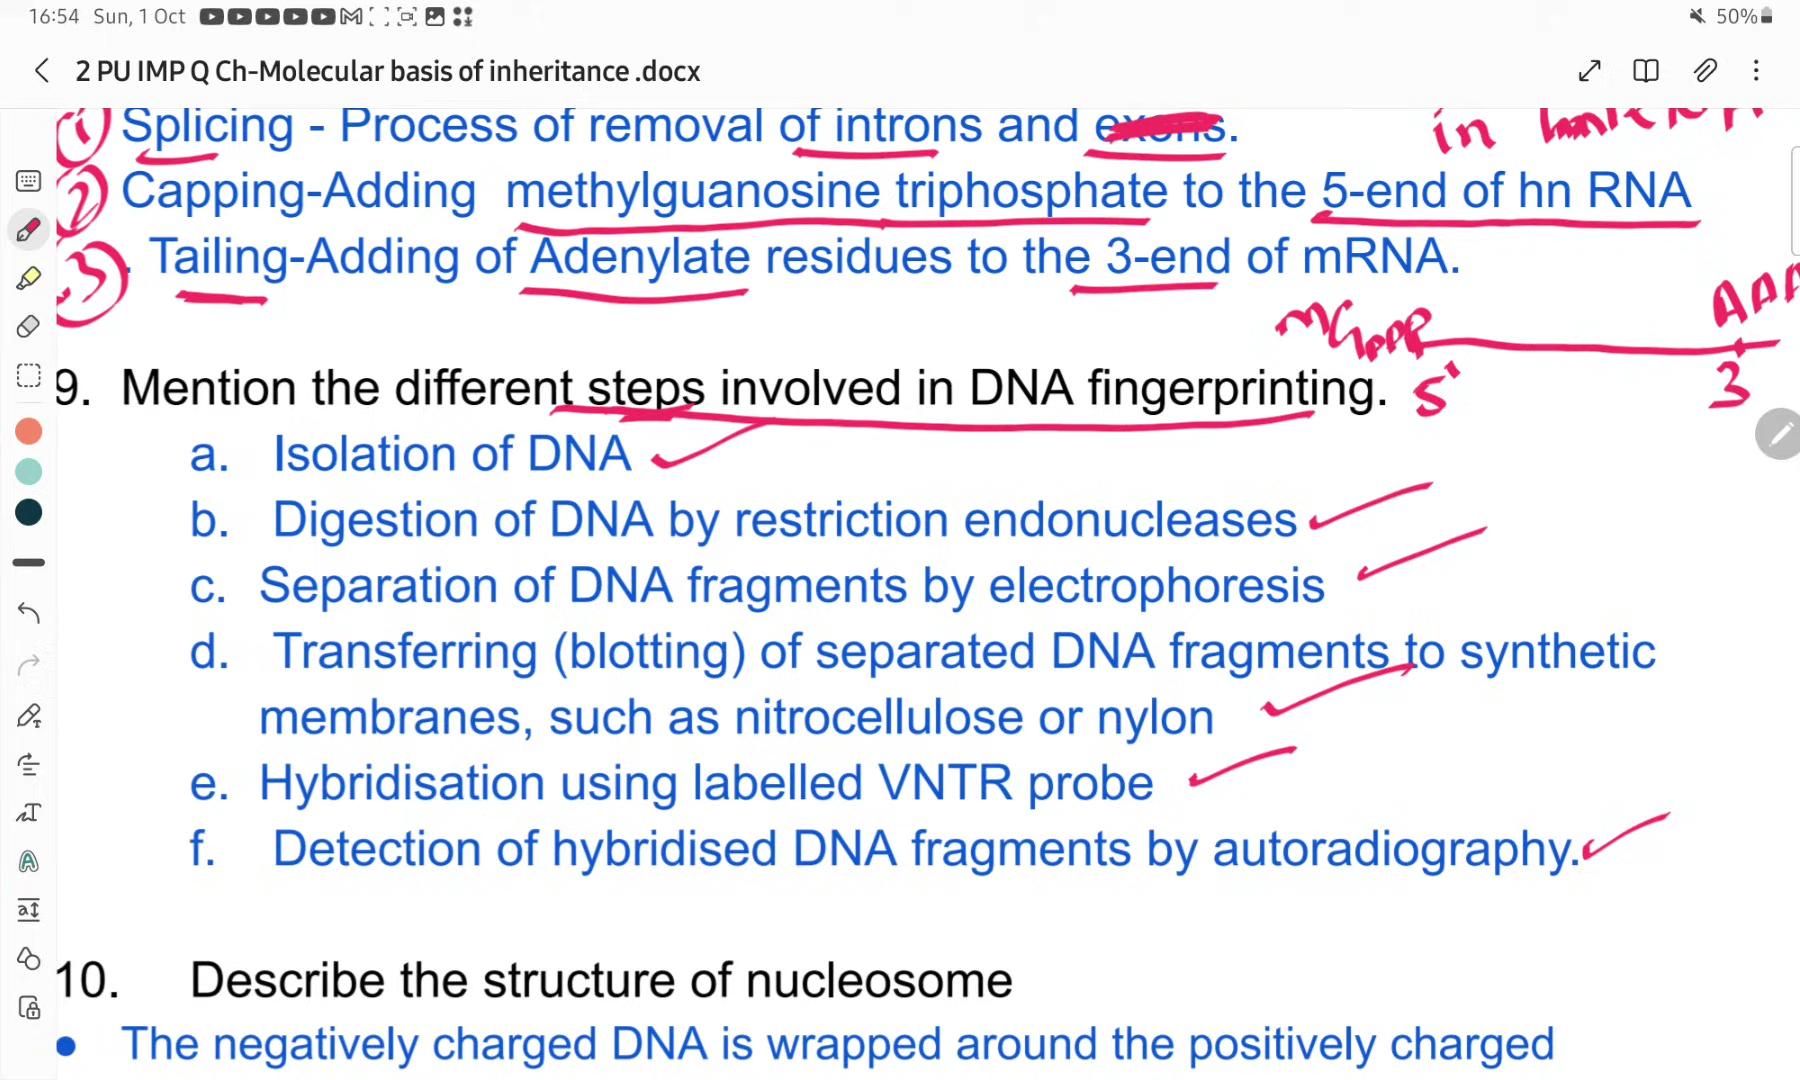 16:54 Sun, 1 Oct 50%
2 PU IMP Q Ch-Molecular basis of inheritance .docx
① Splicing - Process of removal of introns and exons. in
② Capping-Adding methylguanosine triphosphate to the 5-end of hn RNA
③ . Tailing-Adding of Adenylate residues to the 3-end of mRNA.
mGppp AAA
9. Mention the different steps involved in DNA fingerprinting. 5' 3
a. Isolation of DNA
b. Digestion of DNA by restriction endonucleases
c. Separation of DNA fragments by electrophoresis
d. Transferring (blotting) of separated DNA fragments to synthetic
membranes, such as nitrocellulose or nylon
e. Hybridisation using labelled VNTR probe
f. Detection of hybridised DNA fragments by autoradiography.
10. Describe the structure of nucleosome
• The negatively charged DNA is wrapped around the positively charged